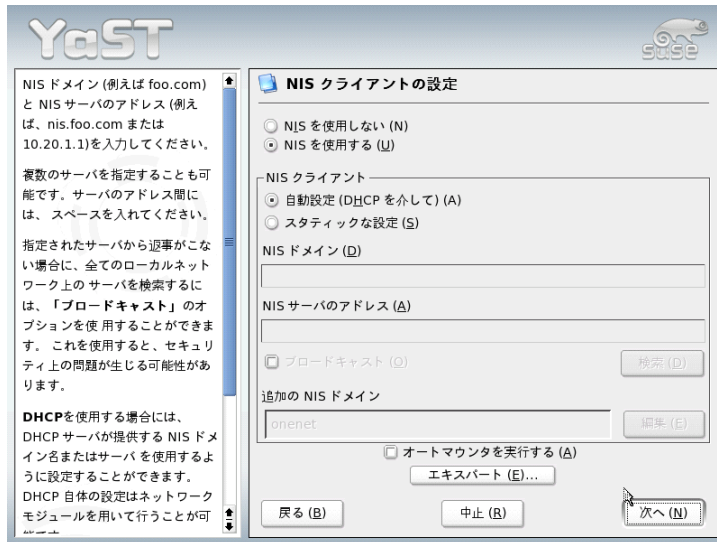 YaST
SUSE
NIS ドメイン (例えば foo.com)
と NIS サーバのアドレス (例え
ば、nis.foo.com または
10.20.1.1)を入力してください。
複数のサーバを指定することも可
能です。サーバのアドレス間に
は、 スペースを入れてください。
指定されたサーバから返事がこな
い場合に、全てのローカルネット
ワーク上の サーバを検索するに
は、「ブロードキャスト」のオ
プションを使 用することができま
す。 これを使用すると、セキュリ
ティ上の問題が生じる可能性があ
ります。
DHCPを使用する場合には、
DHCP サーバが提供する NIS ドメ
イン名またはサーバ を使用するよ
うに設定することができます。
DHCP 自体の設定はネットワーク
モジュールを用いて行うことが可
能です。
NIS クライアントの設定
NIS を使用しない (N)
NIS を使用する (U)
NIS クライアント
自動設定 (DHCP を介して) (A)
スタティックな設定 (S)
NIS ドメイン (D)
NIS サーバのアドレス (A)
ブロードキャスト (O)
検索 (D)
追加の NIS ドメイン
onenet
編集 (E)
オートマウンタを実行する (A)
エキスパート (E)...
戻る (B)
中止 (R)
次へ (N)